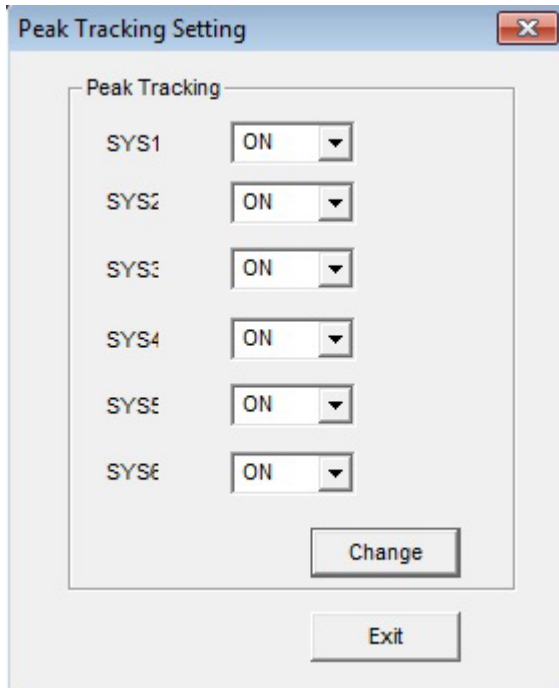 Peak Tracking Setting
Peak Tracking
SYS1 ON
SYS2 ON
SYS3 ON
SYS4 ON
SYS5 ON
SYS6 ON
Change
Exit